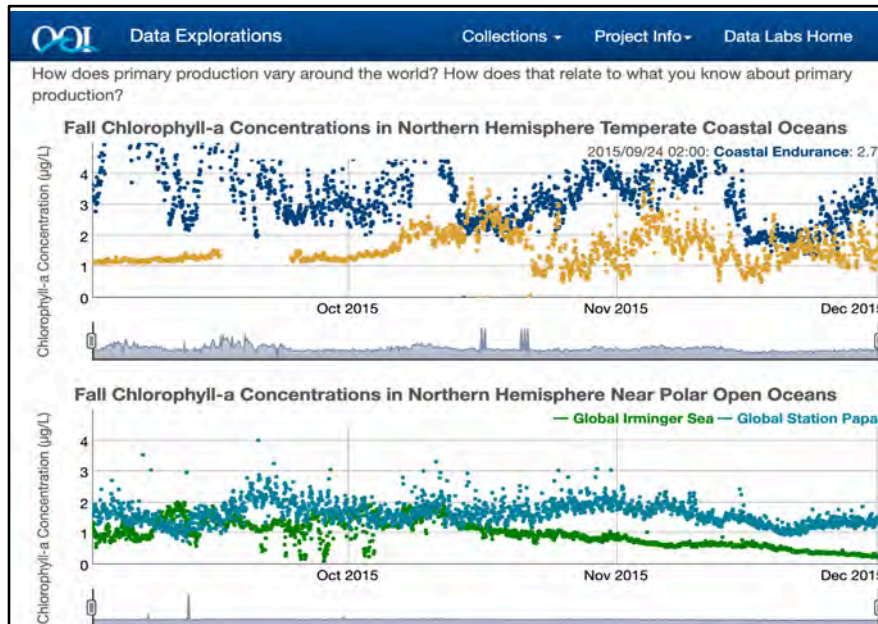 OOI Data Explorations Collections Project Info Data Labs Home
How does primary production vary around the world? How does that relate to what you know about primary
production?
Fall Chlorophyll-a Concentrations in Northern Hemisphere Temperate Coastal Oceans
2015/09/24 02:00: Coastal Endurance: 2.7
Chlorophyll-a Concentration (µg/L)
4
3
2
1
0
Oct 2015 Nov 2015 Dec 2015
Fall Chlorophyll-a Concentrations in Northern Hemisphere Near Polar Open Oceans
Global Irminger Sea Global Station Papa
Chlorophyll-a Concentration (µg/L)
4
3
2
1
0
Oct 2015 Nov 2015 Dec 2015